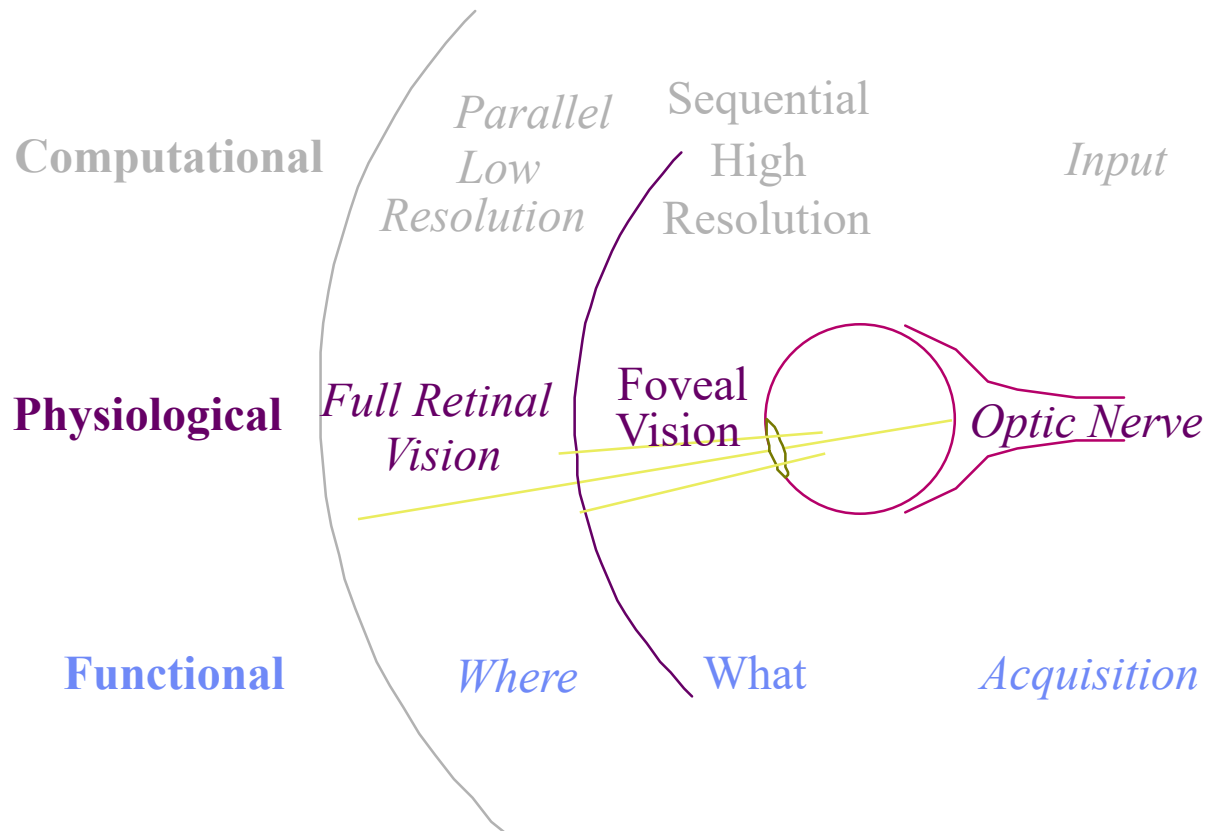 Computational
Parallel
Low
Resolution
Sequential
High
Resolution
Input
Physiological
Full Retinal
Vision
Foveal
Vision
Optic Nerve
Functional
Where
What
Acquisition